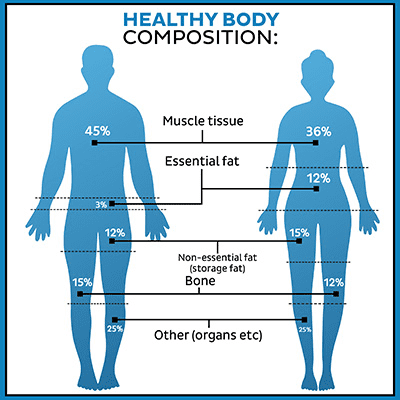 HEALTHY BODY
COMPOSITION:
Muscle tissue
45%
36%
Essential fat
12%
3%
12%
15%
Non-essential fat
(storage fat)
Bone
15%
12%
Other (organs etc)
25%
25%